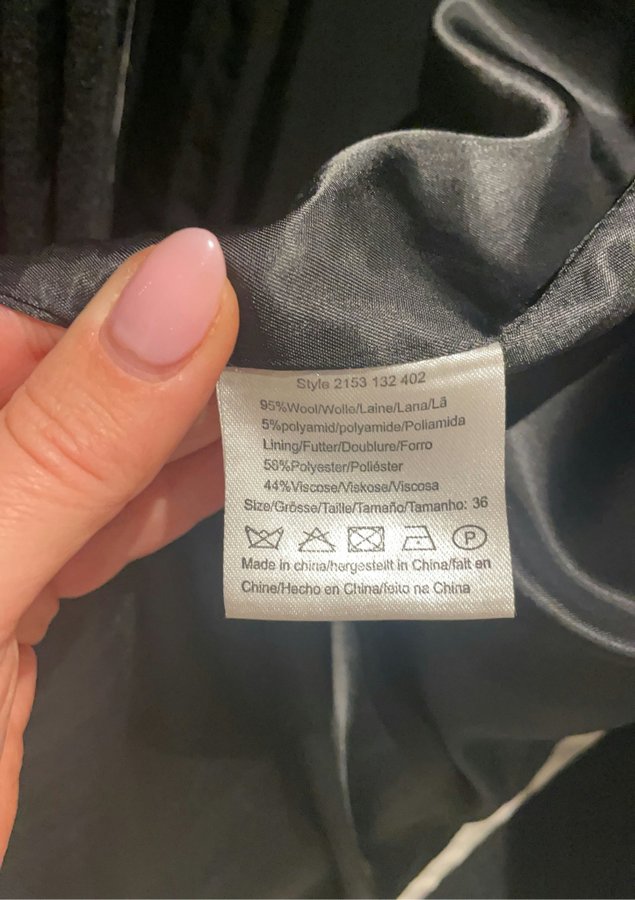 Style 2153 132 402
95%Wool/Wolle/Laine/Lana/Lã
5%polyamid/polyamide/Poliamida
Lining/Futter/Doublure/Forro
56%Polyester/Poliéster
44%Viscose/Viskose/Viscosa
Size/Grösse/Taille/Tamaño/Tamanho: 36
P
Made in china/hergestellt in China/fait en
Chine/Hecho en China/feito na China